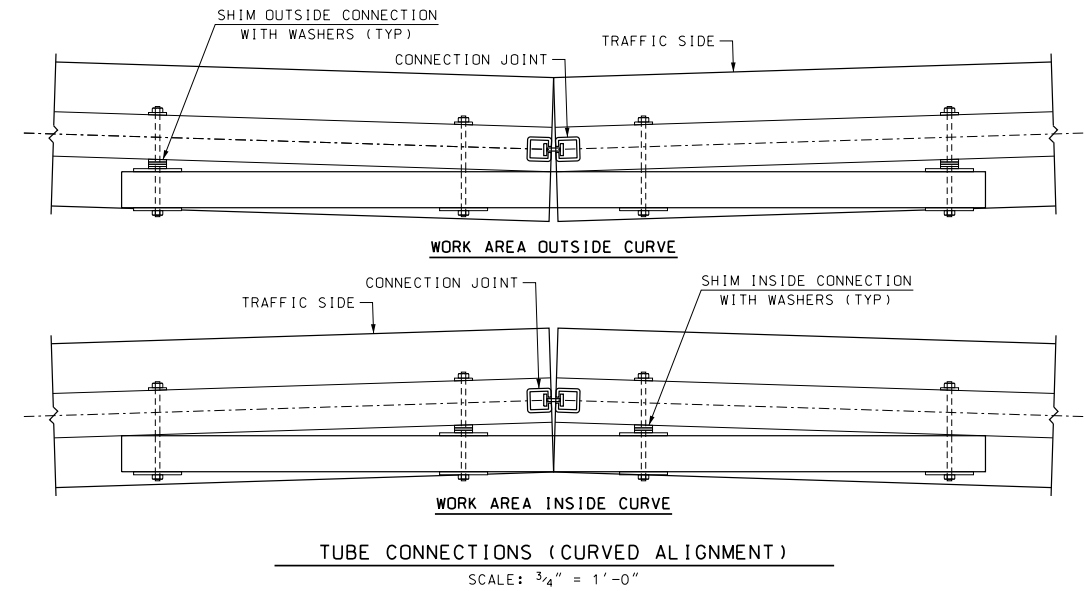 SHIM OUTSIDE CONNECTION
WITH WASHERS (TYP)
TRAFFIC SIDE
CONNECTION JOINT
WORK AREA OUTSIDE CURVE
CONNECTION JOINT
SHIM INSIDE CONNECTION
WITH WASHERS (TYP)
TRAFFIC SIDE
WORK AREA INSIDE CURVE
TUBE CONNECTIONS (CURVED ALIGNMENT)
SCALE: 3/4" = 1'-0"